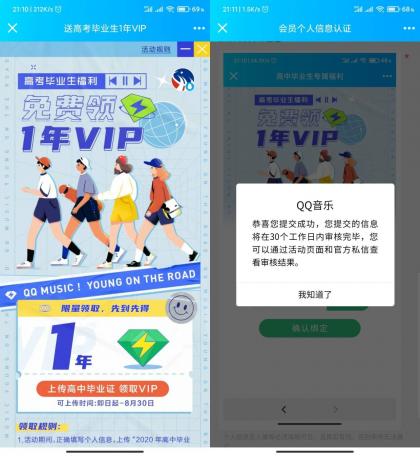 21:10 | 212K/s
69%
送高考毕业生1年VIP
活动规则
高考毕业生福利
免费领
1年VIP
QQ MUSIC! YOUNG ON THE ROAD
限量领取,先到先得
1年
上传高中毕业证 领取VIP
可上传时间:即日起-8月30日
领取规则:
1.活动期间,正确填写个人信息,上传“2020 年高中毕业
21:11 | 1.5K/s
68%
会员个人信息认证
高中毕业生专属福利
高考毕业生福利
免费领
1年VIP
QQ音乐
恭喜您提交成功,您提交的信息
将在30个工作日内审核完毕,您
可以通过活动页面和官方私信查
看审核结果。
我知道了
确认绑定